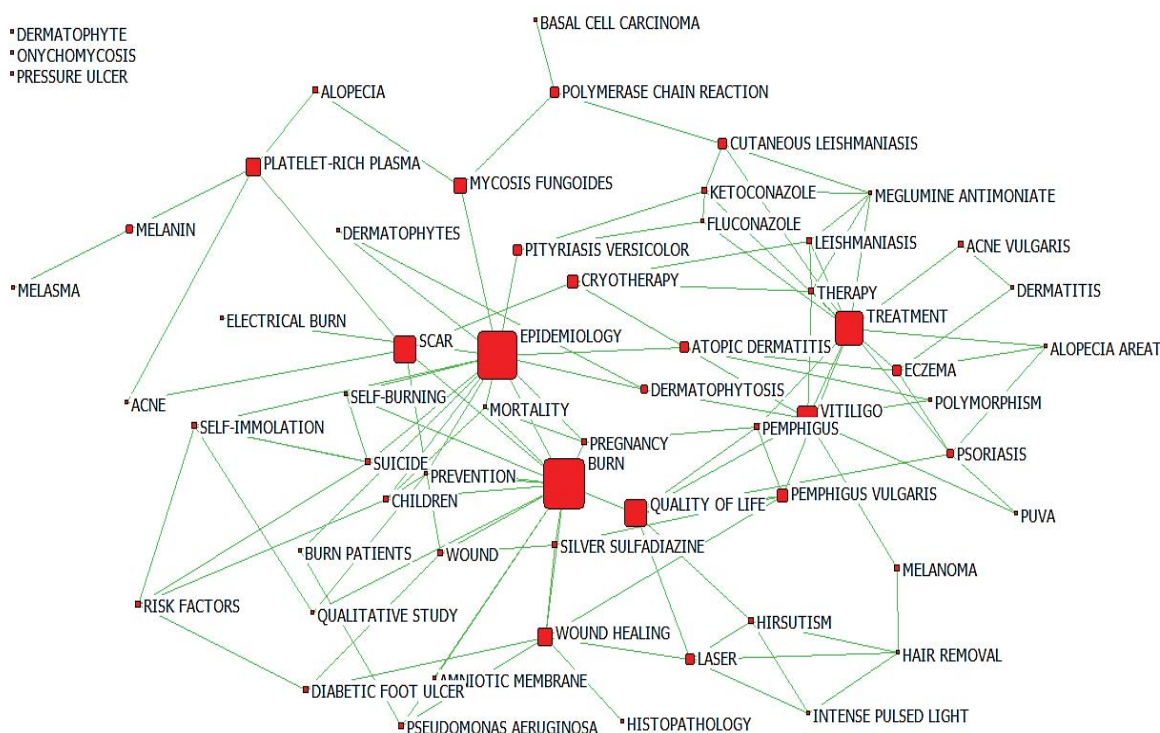 BASAL CELL CARCINOMA
DERMATOPHYTE
ONYCHOMYCOSIS
PRESSURE ULCER
ALOPECIA
POLYMERASE CHAIN REACTION
CUTANEOUS LEISHMANIASIS
PLATELET-RICH PLASMA
MYCOSIS FUNGOIDES
KETOCONAZOLE
MEGLUMINE ANTIMONIATE
FLUCONAZOLE
MELANIN
DERMATOPHYTES
PITYRIASIS VERSICOLOR
LEISHMANIASIS
ACNE VULGARIS
CRYOTHERAPY
MELASMA
THERAPY
DERMATITIS
ELECTRICAL BURN
TREATMENT
EPIDEMIOLOGY
SCAR
ATOPIC DERMATITIS
ALOPECIA AREAT
ECZEMA
DERMATOPHYTOSIS
SELF-BURNING
ACNE
MORTALITY
POLYMORPHISM
VITILIGO
SELF-IMMOLATION
PEMPHIGUS
PREGNANCY
PSORIASIS
SUICIDE
BURN
PREVENTION
CHILDREN
QUALITY OF LIFE
PEMPHIGUS VULGARIS
PUVA
BURN PATIENTS
WOUND
SILVER SULFADIAZINE
MELANOMA
RISK FACTORS
QUALITATIVE STUDY
HIRSUTISM
WOUND HEALING
HAIR REMOVAL
LASER
AMNIOTIC MEMBRANE
DIABETIC FOOT ULCER
INTENSE PULSED LIGHT
PSEUDOMONAS AERUGINOSA
HISTOPATHOLOGY